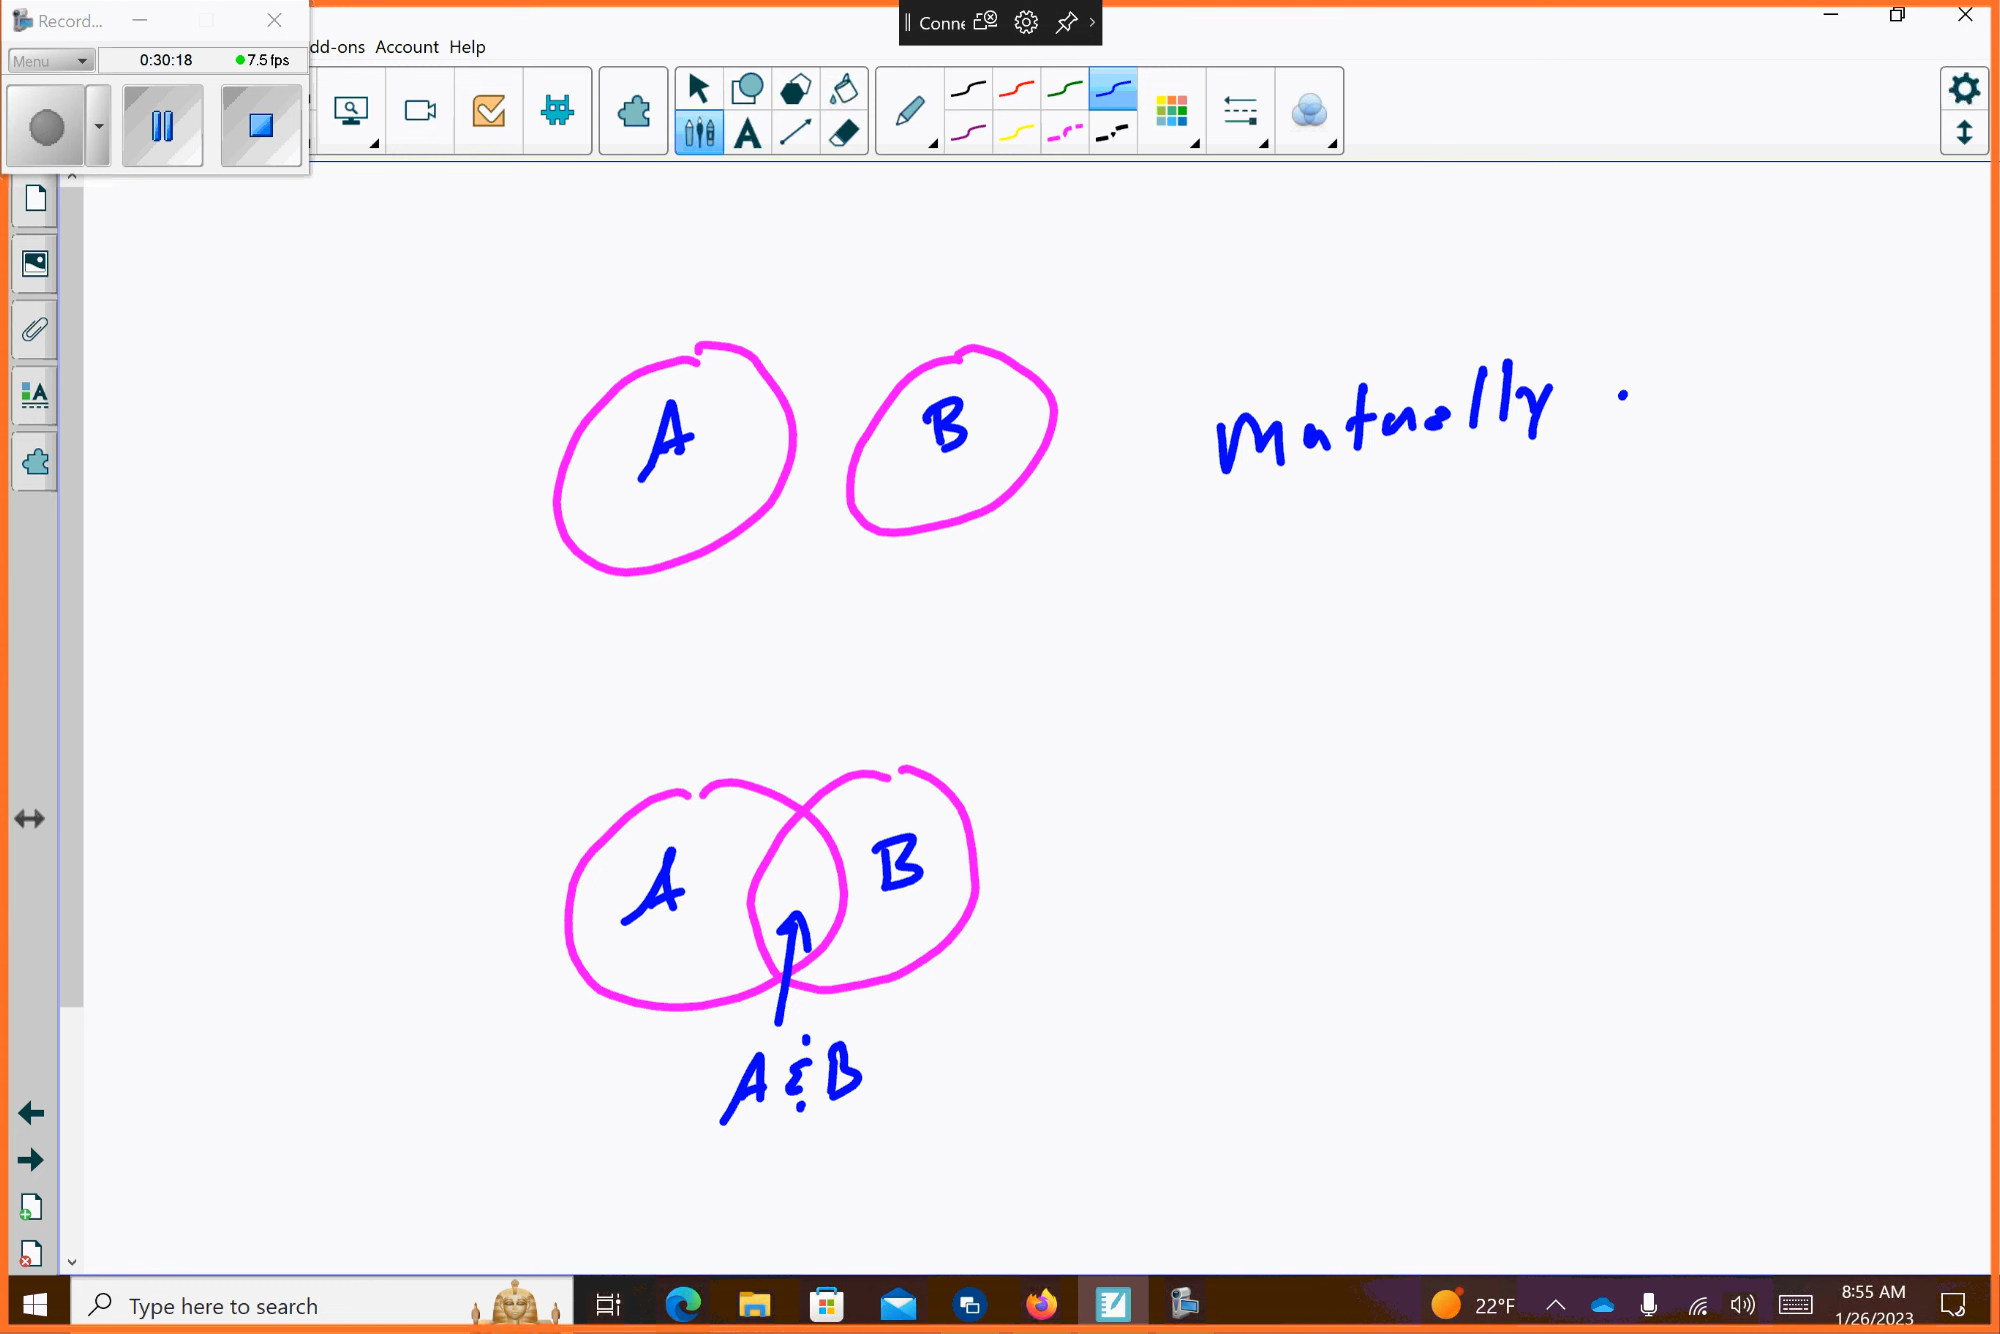 Record...
Menu
0:30:18
7.5 fps
dd-ons Account Help
Conne
A
B
Mutually
A
B
A & B
Type here to search
22°F
8:55 AM
1/26/2023